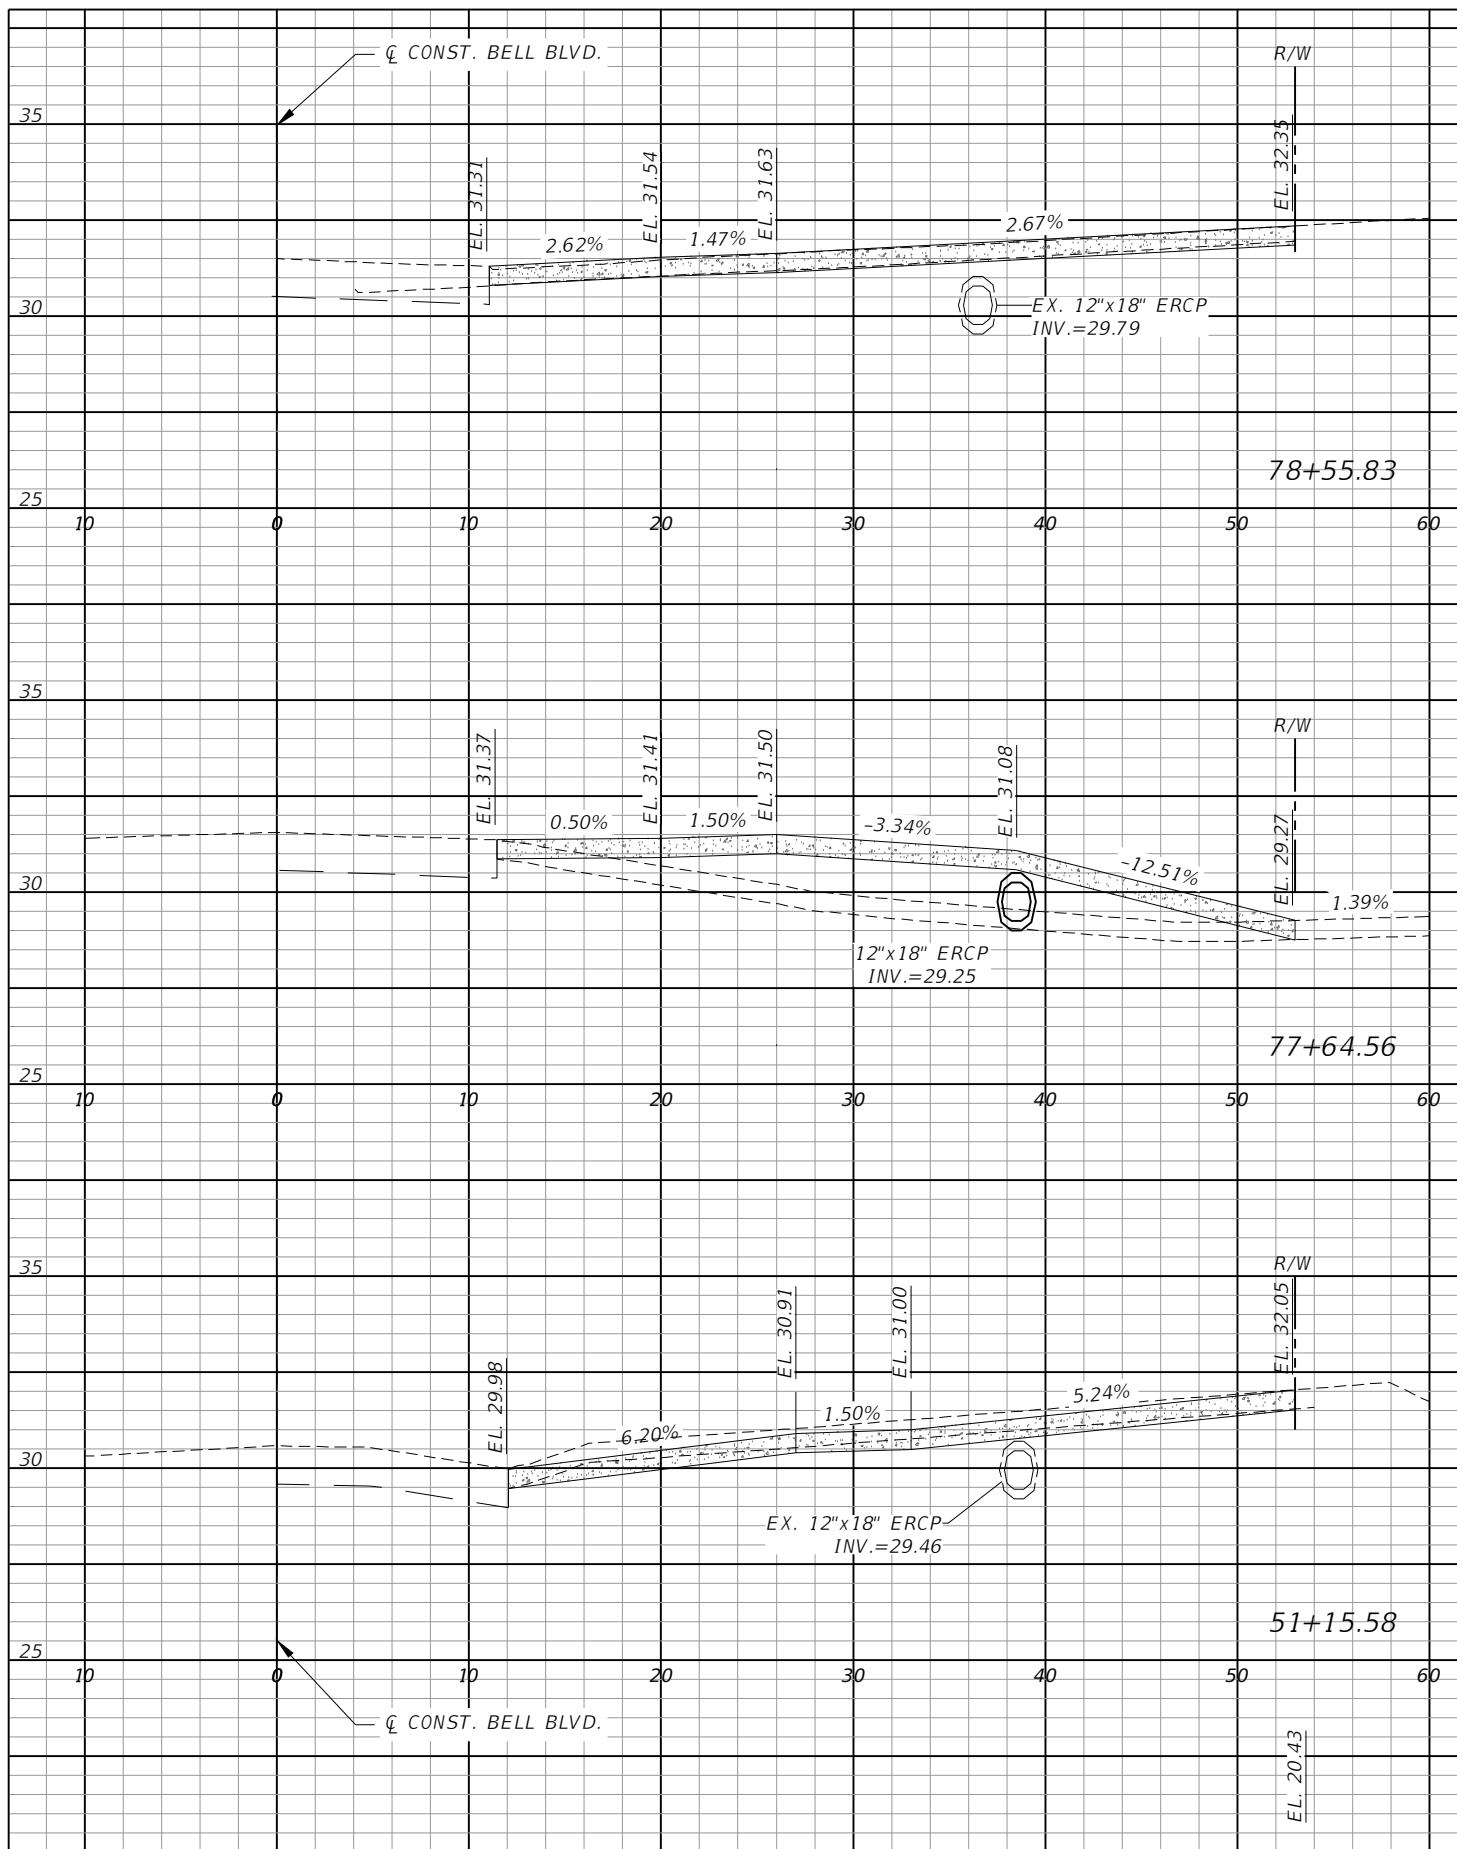 ℄ CONST. BELL BLVD.
R/W
35
EL. 31.31
EL. 31.54
EL. 31.63
EL. 32.35
2.62%
1.47%
2.67%
30
EX. 12"x18" ERCP
INV.=29.79
78+55.83
25
10 0 10 20 30 40 50 60
35
R/W
EL. 31.37
EL. 31.41
EL. 31.50
EL. 31.08
EL. 29.27
0.50%
1.50%
-3.34%
-12.51%
1.39%
30
12"x18" ERCP
INV.=29.25
77+64.56
25
10 0 10 20 30 40 50 60
35
R/W
EL. 29.98
EL. 30.91
EL. 31.00
EL. 32.05
6.20%
1.50%
5.24%
30
EX. 12"x18" ERCP
INV.=29.46
51+15.58
25
10 0 10 20 30 40 50 60
℄ CONST. BELL BLVD.
EL. 20.43